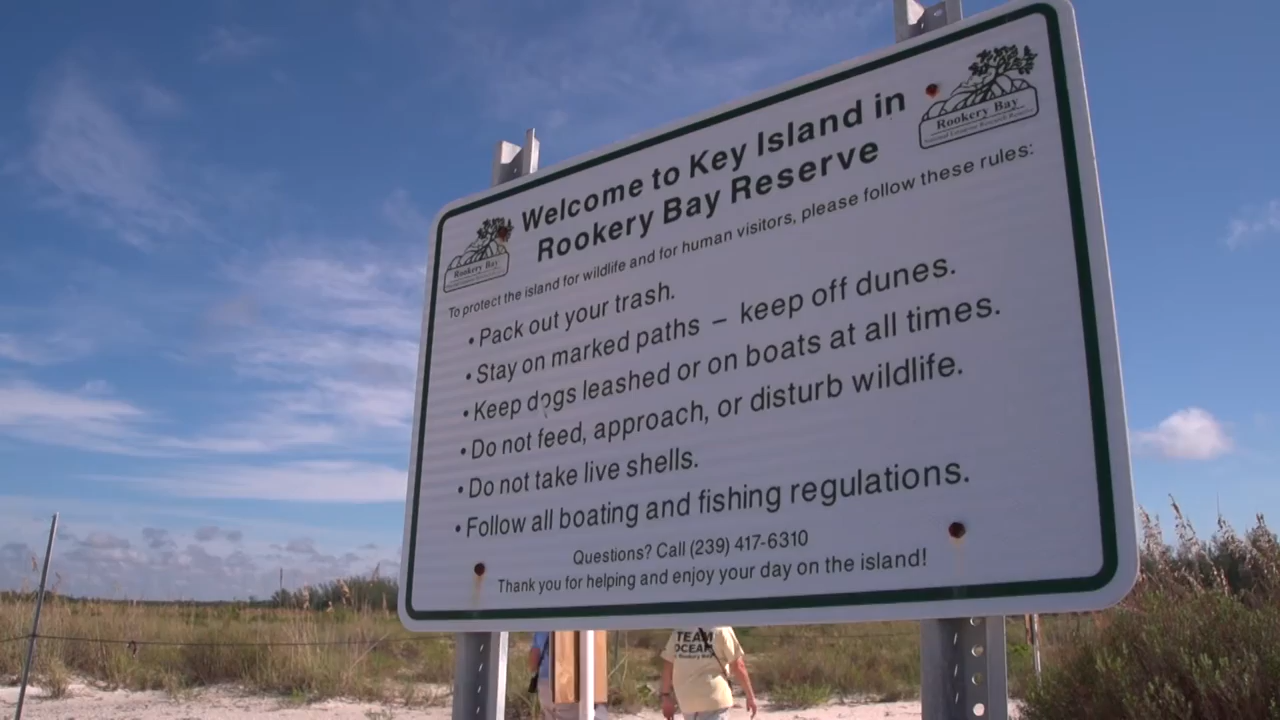 Welcome to Key Island in
Rookery Bay Reserve
Rookery Bay
National Estuarine Research Reserve
Rookery Bay
To protect the island for wildlife and for human visitors, please follow these rules:
• Pack out your trash.
• Stay on marked paths – keep off dunes.
• Keep dogs leashed or on boats at all times.
• Do not feed, approach, or disturb wildlife.
• Do not take live shells.
• Follow all boating and fishing regulations.
Questions? Call (239) 417-6310
Thank you for helping and enjoy your day on the island!
TEAM
OCEAN
Rookery Bay